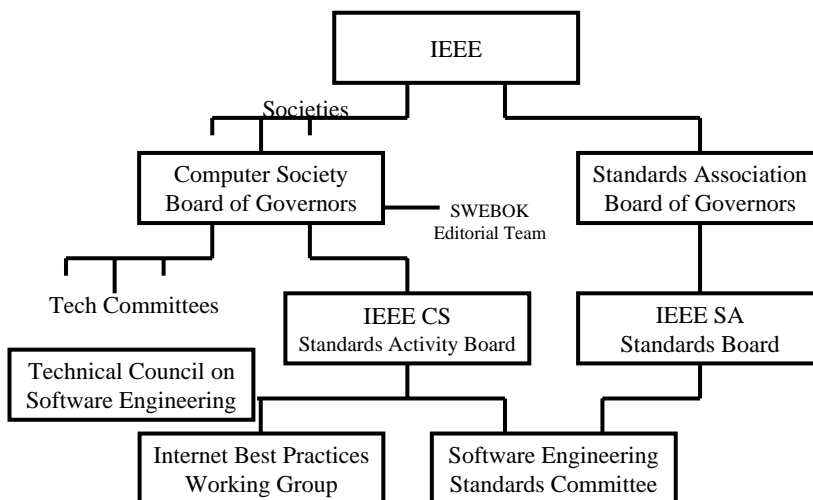 IEEE
Societies
Computer Society
Board of Governors
Standards Association
Board of Governors
SWEBOK
Editorial Team
Tech Committees
IEEE CS
Standards Activity Board
IEEE SA
Standards Board
Technical Council on
Software Engineering
Internet Best Practices
Working Group
Software Engineering
Standards Committee